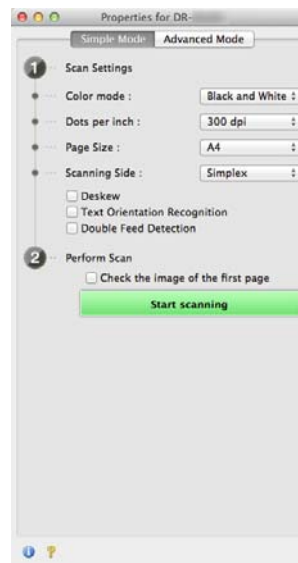 Properties for DR-
Simple Mode Advanced Mode
1 Scan Settings
Color mode : Black and White
Dots per inch : 300 dpi
Page Size : A4
Scanning Side : Simplex
Deskew
Text Orientation Recognition
Double Feed Detection
2 Perform Scan
Check the image of the first page
Start scanning